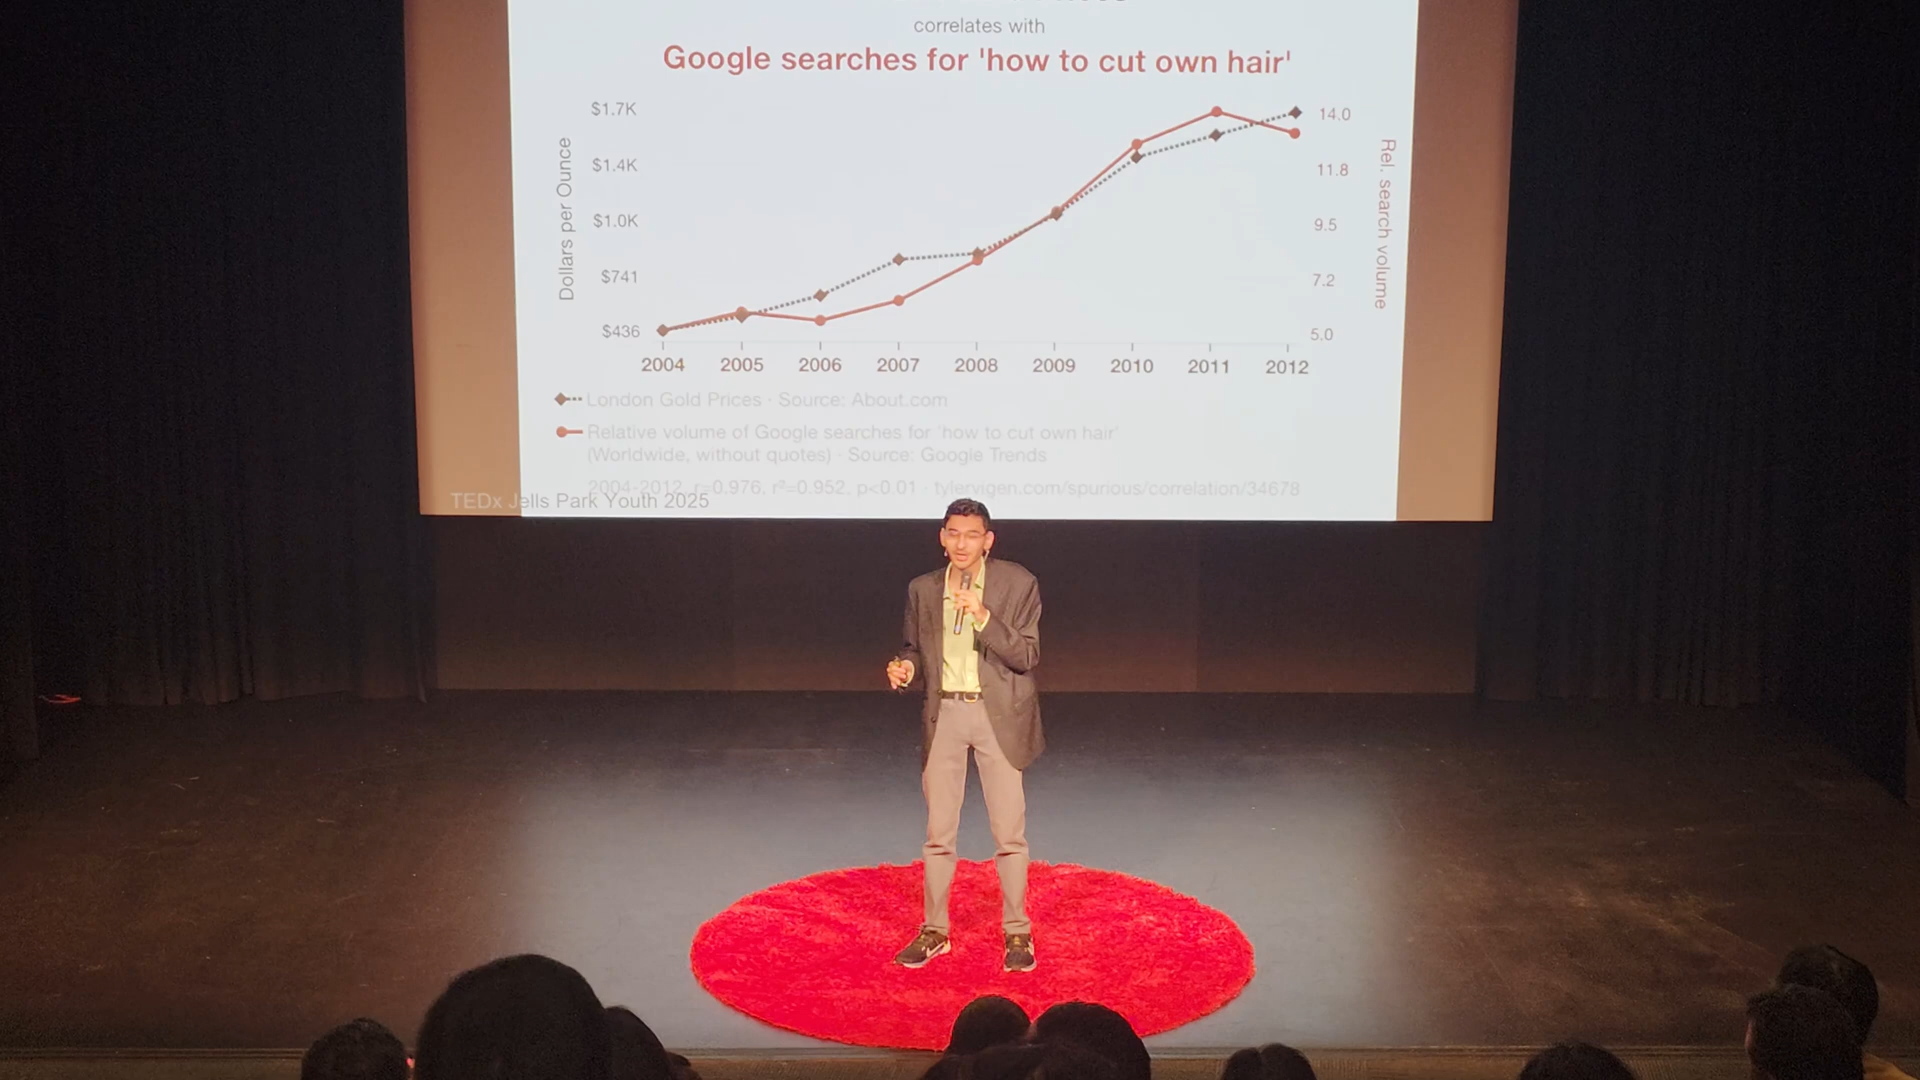 correlates with
Google searches for 'how to cut own hair'
$1.7K
$1.4K
$1.0K
$741
$436
Dollars per Ounce
14.0
11.8
9.5
7.2
5.0
Rel. search volume
2004 2005 2006 2007 2008 2009 2010 2011 2012
London Gold Prices · Source: About.com
Relative volume of Google searches for 'how to cut own hair'
(Worldwide, without quotes) · Source: Google Trends
2004-2012, r=0.976, r²=0.952, p<0.01 · tylervigen.com/spurious/correlation/34678
TEDx Jells Park Youth 2025